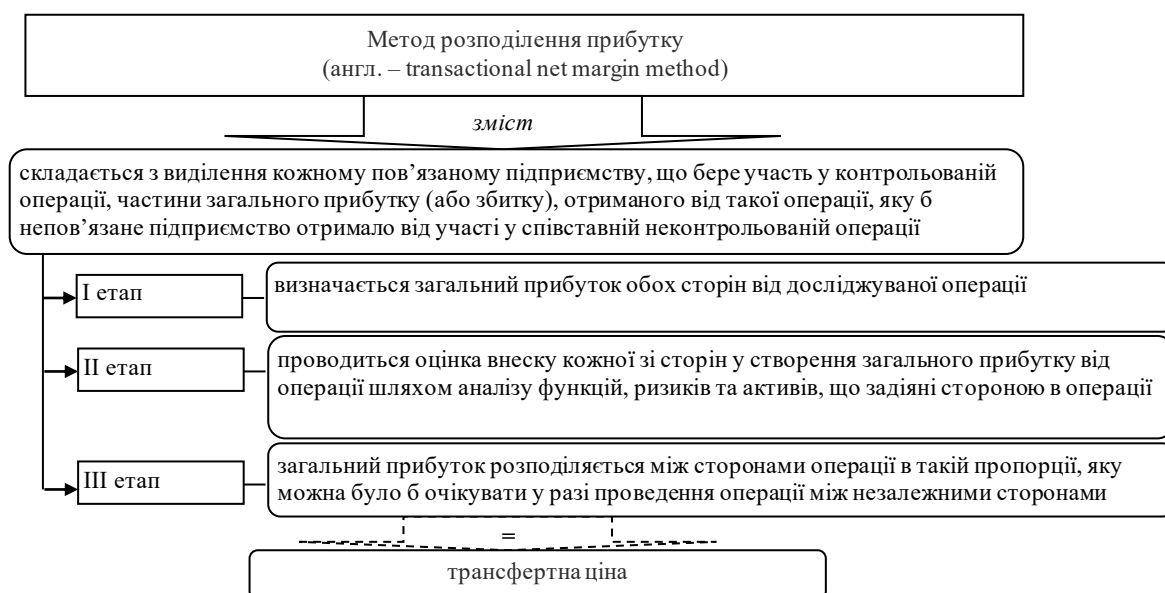 Метод розподілення прибутку
(англ. – transactional net margin method)
зміст
складається з виділення кожному пов’язаному підприємству, що бере участь у контрольованій
операції, частини загального прибутку (або збитку), отриманого від такої операції, яку б
непов’язане підприємство отримало від участі у співставній неконтрольованій операції
І етап
визначається загальний прибуток обох сторін від досліджуваної операції
ІІ етап
проводиться оцінка внеску кожної зі сторін у створення загального прибутку від
операції шляхом аналізу функцій, ризиків та активів, що задіяні стороною в операції
ІІІ етап
загальний прибуток розподіляється між сторонами операції в такій пропорції, яку
можна було б очікувати у разі проведення операції між незалежними сторонами
=
трансфертна ціна